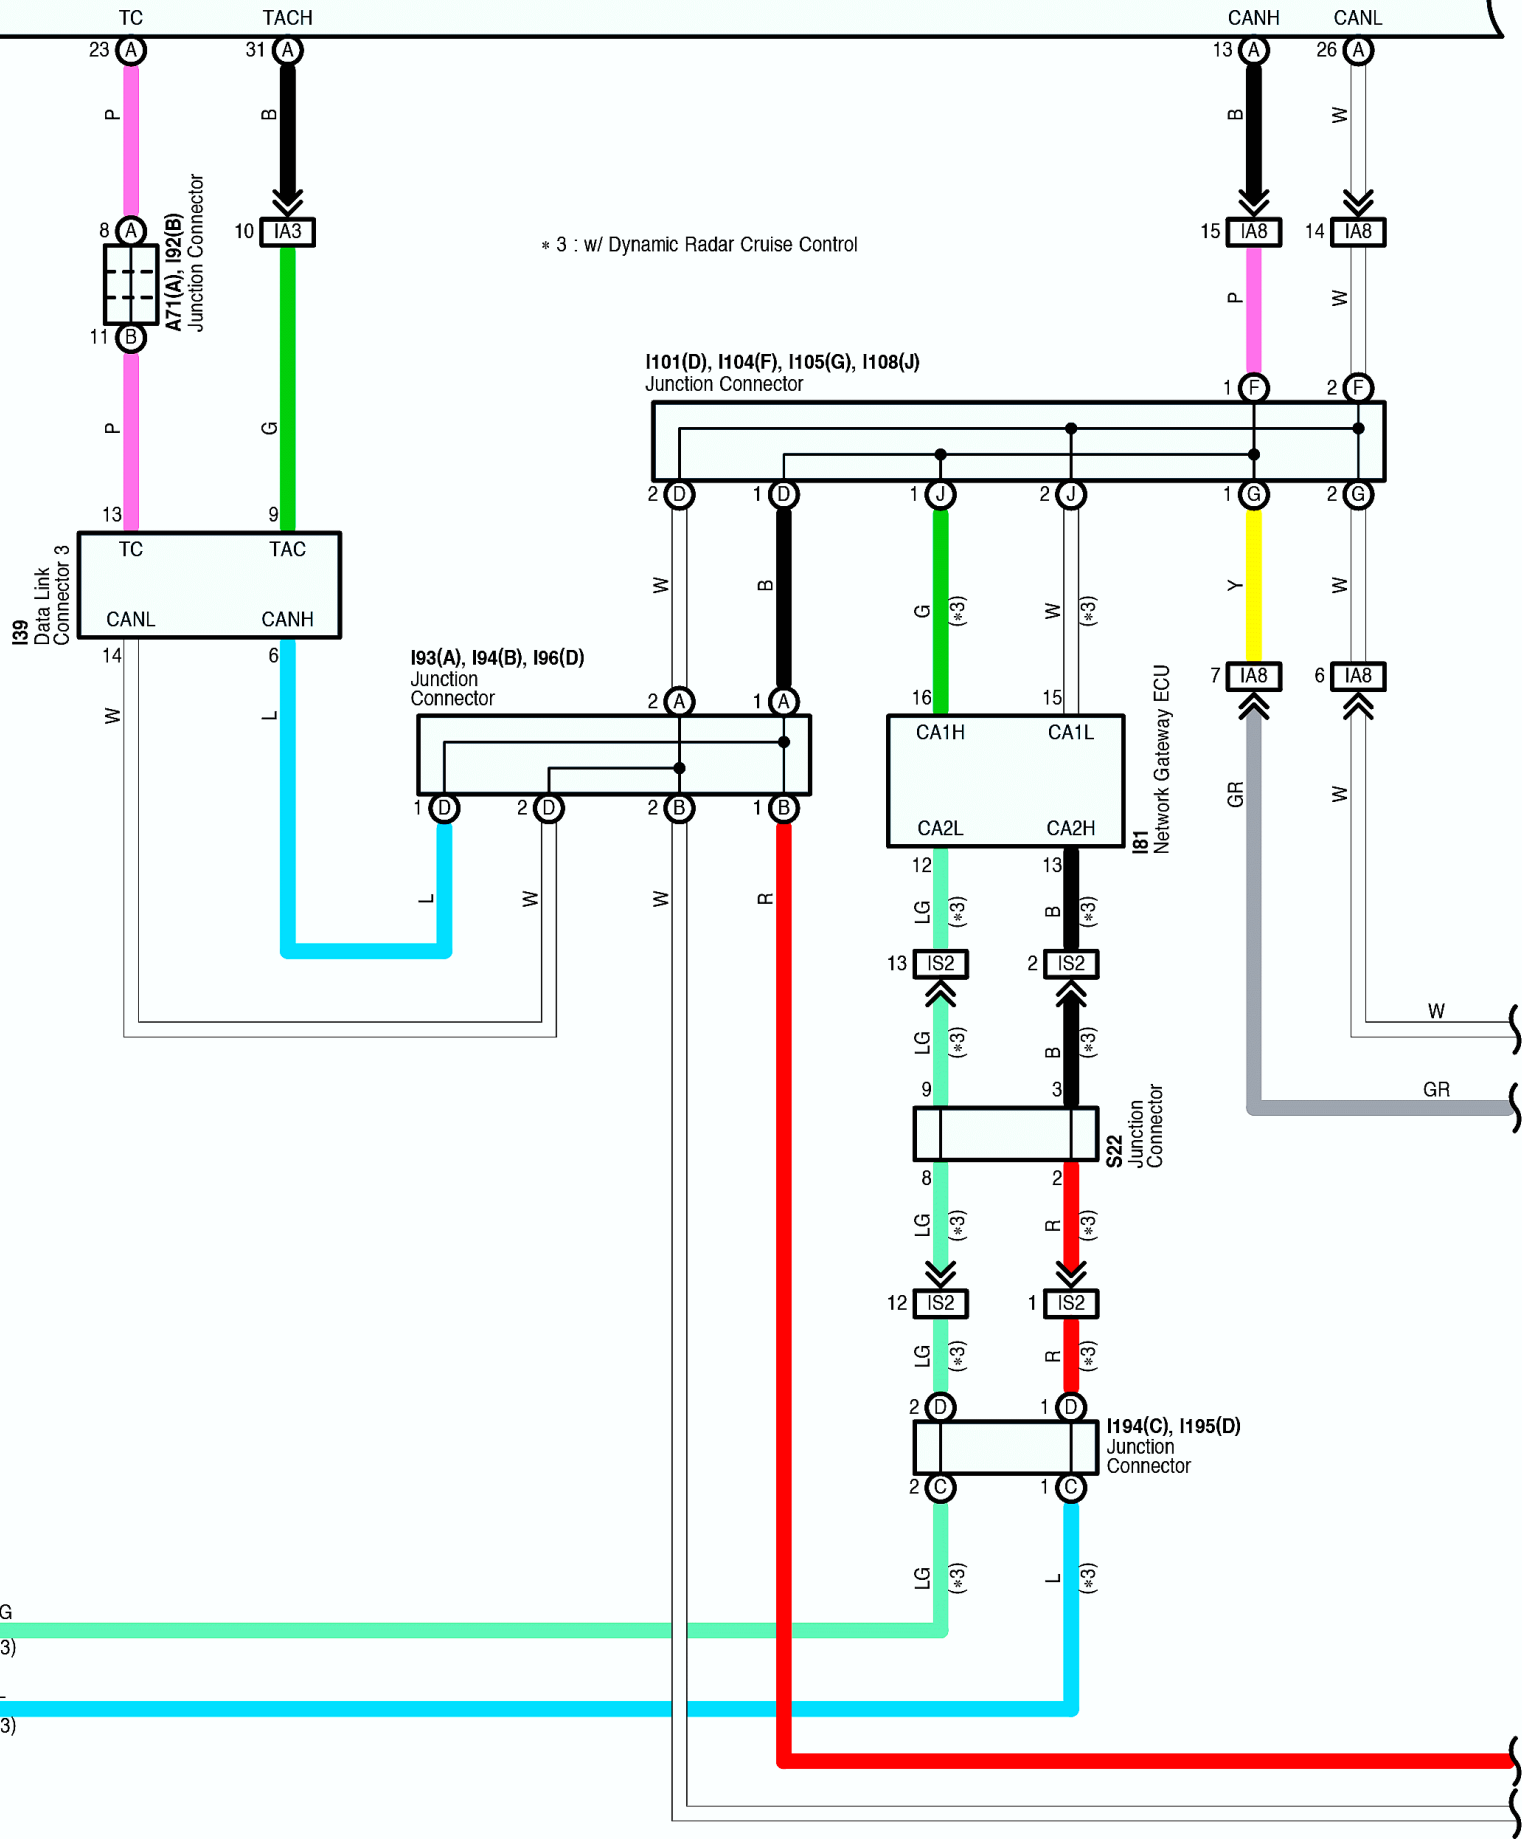 TC TACH CANH CANL
23 A 31 A 13 A 26 A
P B B W
8 A 10 IA3 15 IA8 14 IA8
A71(A), I92(B)
Junction Connector
* 3 : w/ Dynamic Radar Cruise Control
11 B
P W
I101(D), I104(F), I105(G), I108(J)
Junction Connector
1 F 2 F
P G
2 D 1 D 1 J 2 J 1 G 2 G
13 9
TC TAC
CANL CANH
I39
Data Link
Connector 3
W B G (*3) W (*3) Y W
14 6
I93(A), I94(B), I96(D)
Junction
Connector
7 IA8 6 IA8
2 A 1 A 16 15
W L
CA1H CA1L
CA2L CA2H
I81
Network Gateway ECU
GR W
1 D 2 D 2 B 1 B
12 13
L W W R LG (*3) B (*3)
13 IS2 2 IS2
W
LG (*3) B (*3)
9 3
GR
S22
Junction
Connector
8 2
LG (*3) R (*3)
12 IS2 1 IS2
LG (*3) R (*3)
2 D 1 D
I194(C), I195(D)
Junction
Connector
2 C 1 C
LG (*3) L (*3)
G
3)
3)